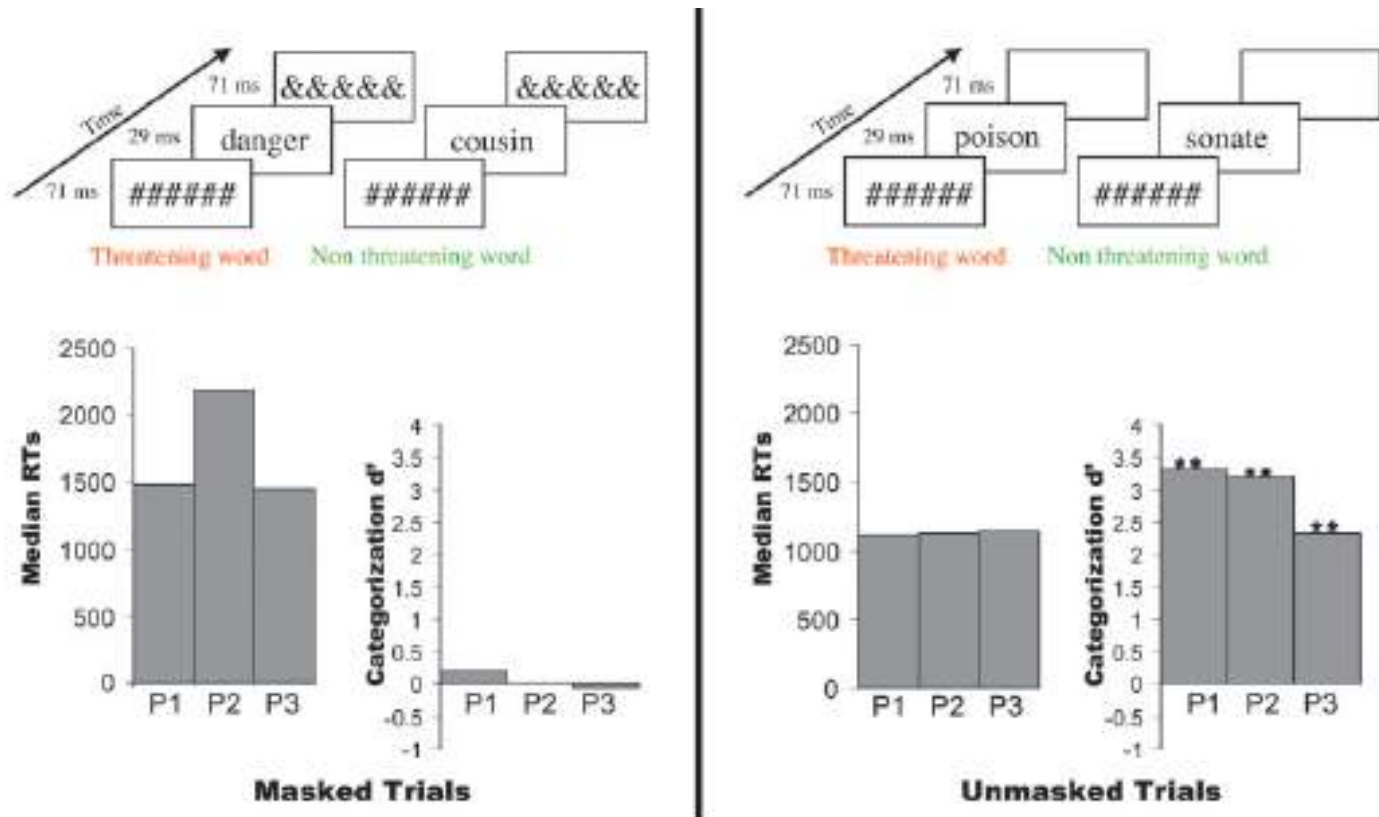 71 ms
&&&&&
&&&&&
Time
29 ms
danger
cousin
71 ms
######
######
Threatening word
Non threatening word
2500
2000
1500
1000
500
0
Median RTs
P1
P2
P3
4
3.5
3
2.5
2
1.5
1
0.5
0
-0.5
-1
Categorization d'
P1
P2
P3
Masked Trials
71 ms
Time
29 ms
poison
sonate
71 ms
######
######
Threatening word
Non threatening word
2500
2000
1500
1000
500
0
Median RTs
P1
P2
P3
4
3.5
3
2.5
2
1.5
1
0.5
0
-0.5
-1
Categorization d'
**
**
**
P1
P2
P3
Unmasked Trials